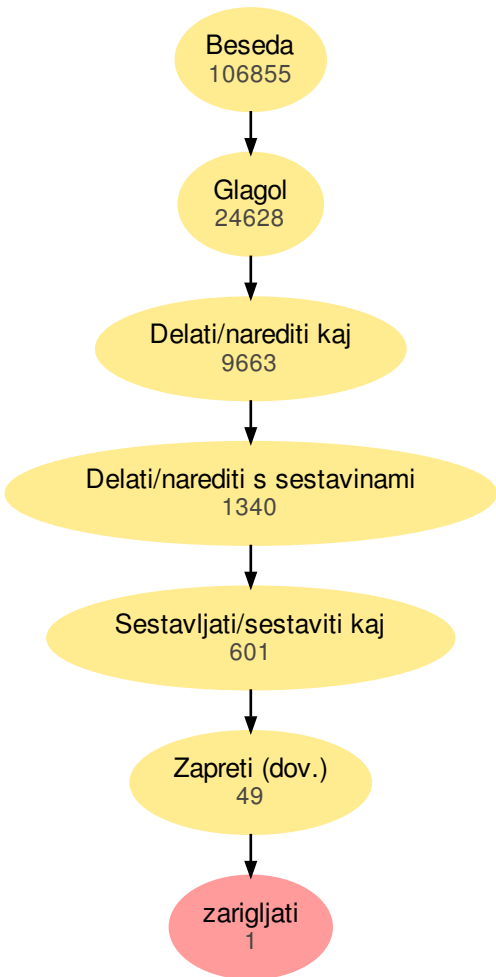 Beseda
106855
Glagol
24628
Delati/narediti kaj
9663
Delati/narediti s sestavinami
1340
Sestavljati/sestaviti kaj
601
Zapreti (dov.)
49
zarigljati
1